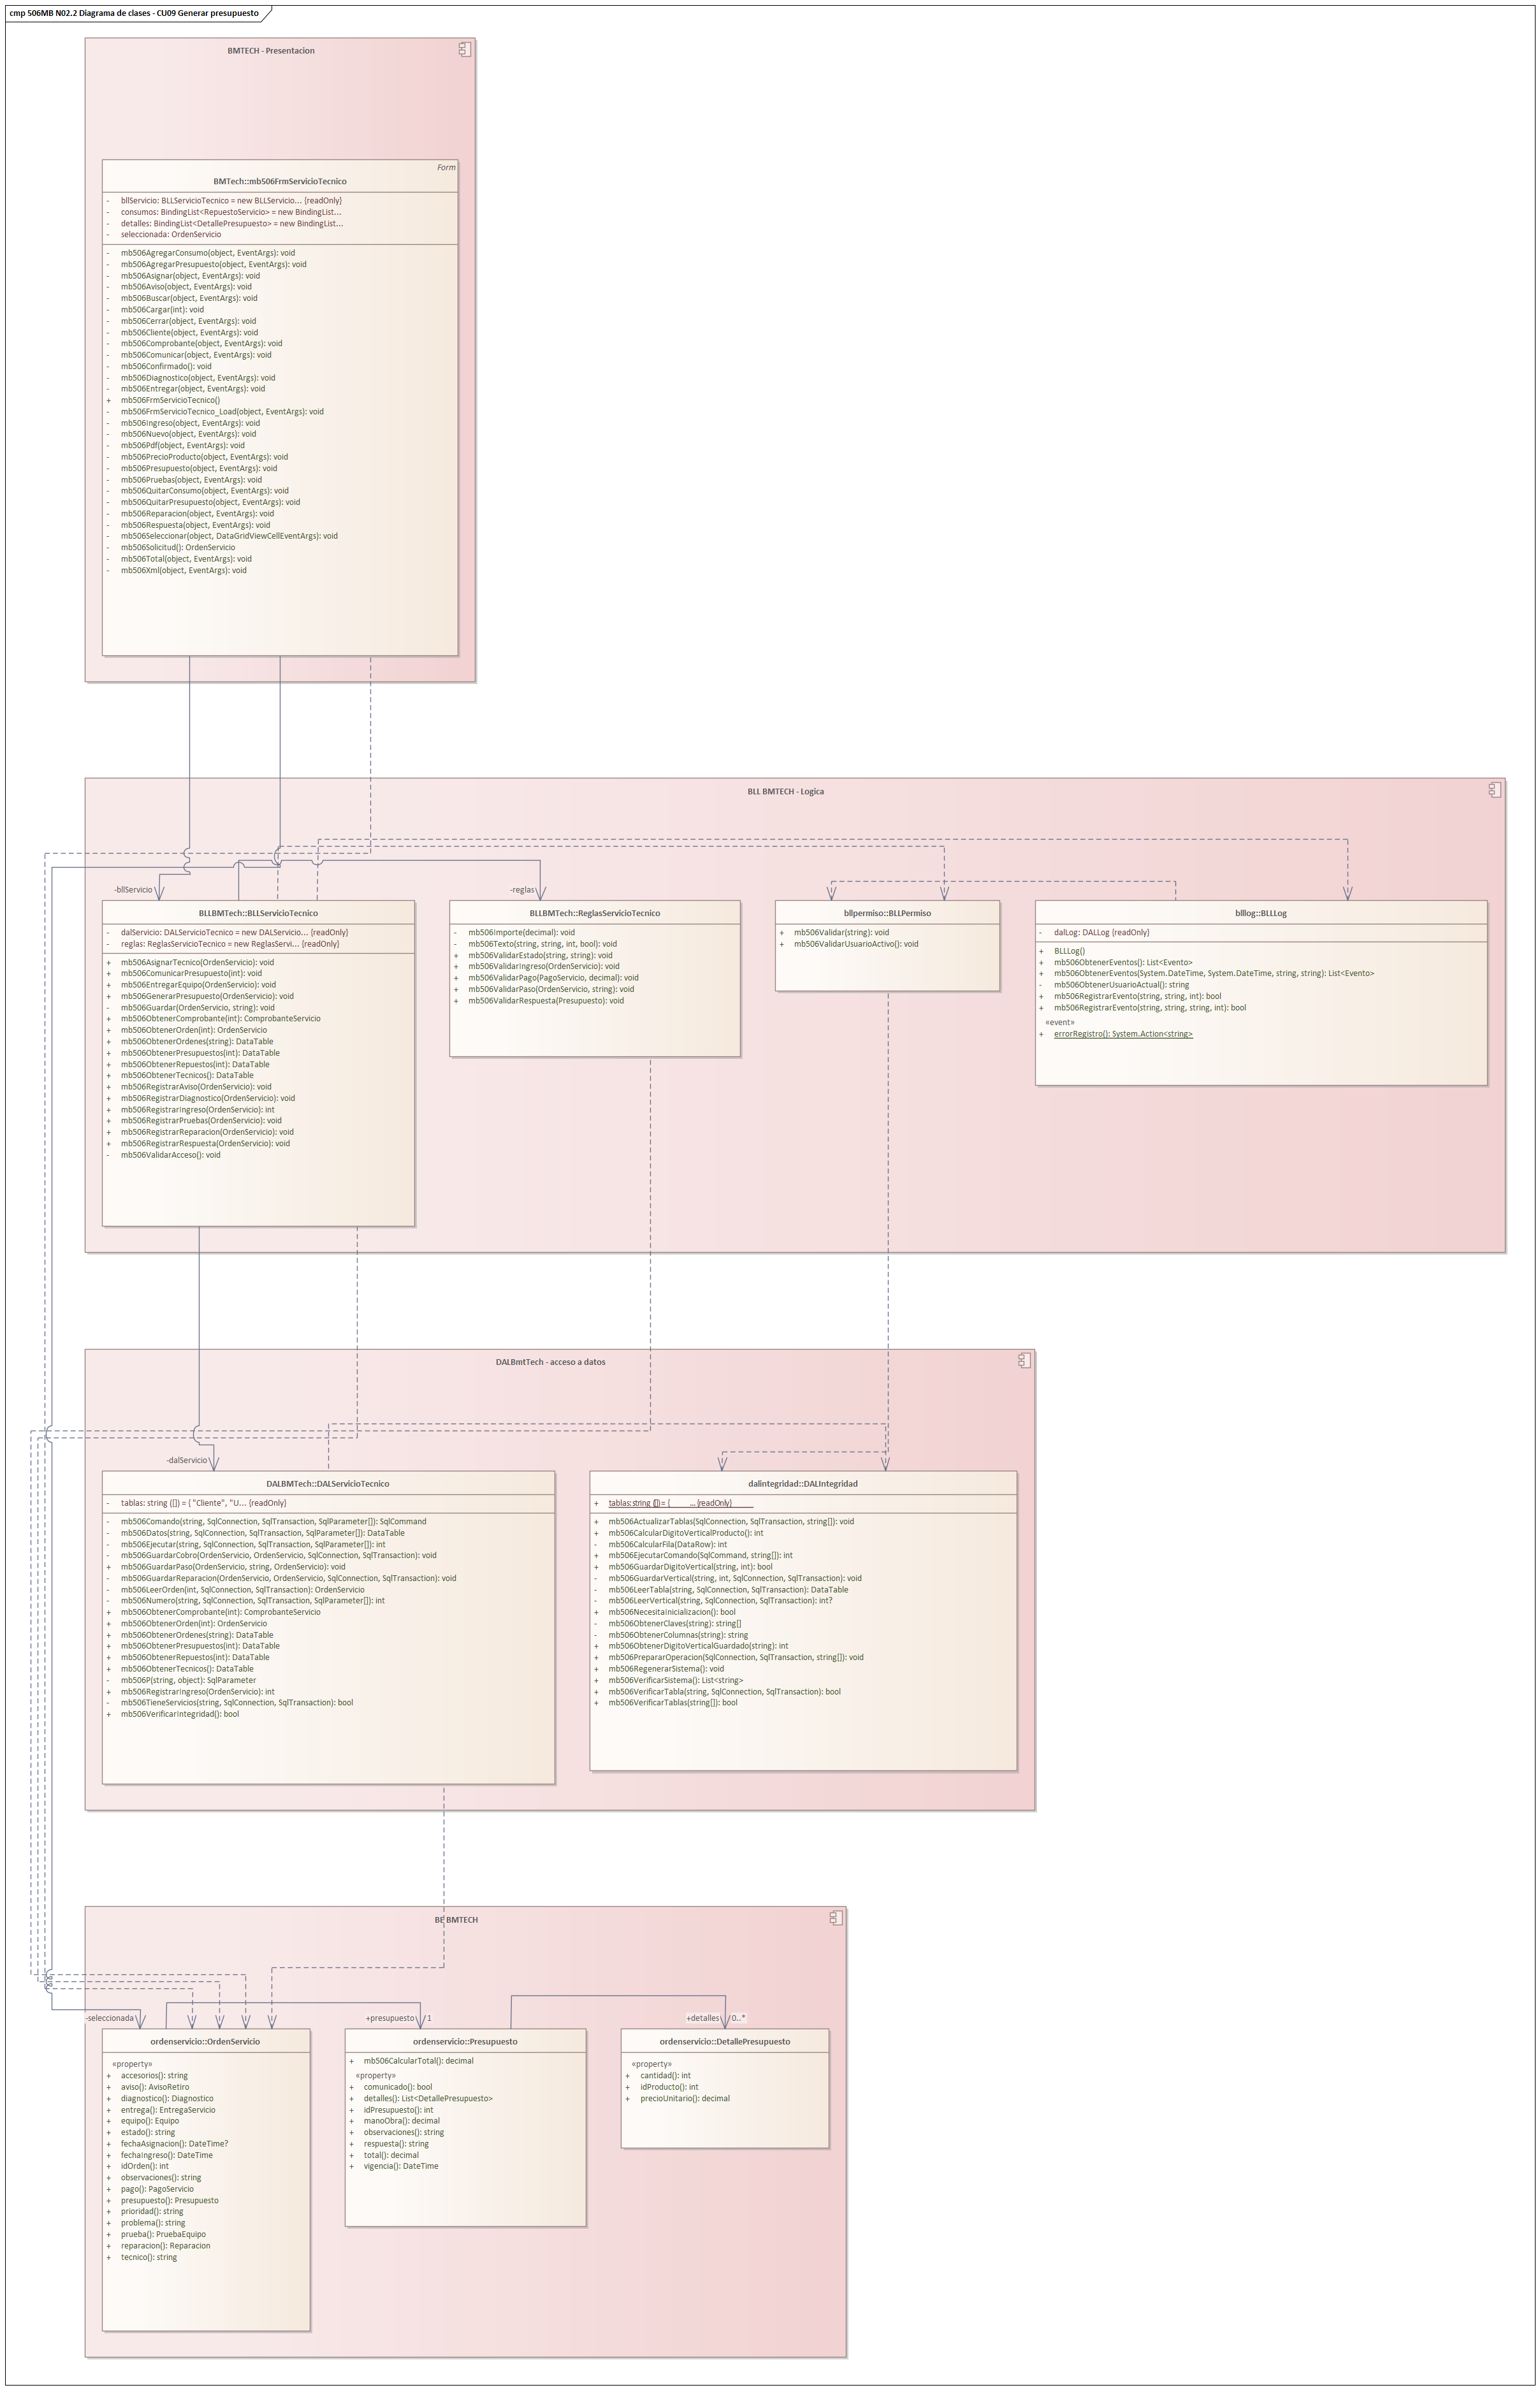 cmp 506MB N02.2 Diagrama de clases - CU09 Generar presupuesto
BMTECH - Presentacion
Form
BMTech::mb506FrmServicioTecnico
- bllServicio: BLLServicioTecnico = new BLLServicio... {readOnly}
- consumos: BindingList<RepuestoServicio> = new BindingList...
- detalles: BindingList<DetallePresupuesto> = new BindingList...
- seleccionada: OrdenServicio
- mb506AgregarConsumo(object, EventArgs): void
- mb506AgregarPresupuesto(object, EventArgs): void
- mb506Asignar(object, EventArgs): void
- mb506Aviso(object, EventArgs): void
- mb506Buscar(object, EventArgs): void
- mb506Cargar(int): void
- mb506Cerrar(object, EventArgs): void
- mb506Cliente(object, EventArgs): void
- mb506Comprobante(object, EventArgs): void
- mb506Comunicar(object, EventArgs): void
- mb506Confirmado(): void
- mb506Diagnostico(object, EventArgs): void
- mb506Entregar(object, EventArgs): void
+ mb506FrmServicioTecnico()
- mb506FrmServicioTecnico_Load(object, EventArgs): void
- mb506Ingreso(object, EventArgs): void
- mb506Nuevo(object, EventArgs): void
- mb506Pdf(object, EventArgs): void
- mb506PrecioProducto(object, EventArgs): void
- mb506Presupuesto(object, EventArgs): void
- mb506Pruebas(object, EventArgs): void
- mb506QuitarConsumo(object, EventArgs): void
- mb506QuitarPresupuesto(object, EventArgs): void
- mb506Reparacion(object, EventArgs): void
- mb506Respuesta(object, EventArgs): void
- mb506Seleccionar(object, DataGridViewCellEventArgs): void
- mb506Solicitud(): OrdenServicio
- mb506Total(object, EventArgs): void
- mb506Xml(object, EventArgs): void
BLL BMTECH - Logica
-bllServicio
-reglas
BLLBMTech::BLLServicioTecnico
- dalServicio: DALServicioTecnico = new DALServicio... {readOnly}
- reglas: ReglasServicioTecnico = new ReglasServi... {readOnly}
+ mb506AsignarTecnico(OrdenServicio): void
+ mb506ComunicarPresupuesto(int): void
+ mb506EntregarEquipo(OrdenServicio): void
+ mb506GenerarPresupuesto(OrdenServicio): void
- mb506Guardar(OrdenServicio, string): void
+ mb506ObtenerComprobante(int): ComprobanteServicio
+ mb506ObtenerOrden(int): OrdenServicio
+ mb506ObtenerOrdenes(string): DataTable
+ mb506ObtenerPresupuestos(int): DataTable
+ mb506ObtenerRepuestos(int): DataTable
+ mb506ObtenerTecnicos(): DataTable
+ mb506RegistrarAviso(OrdenServicio): void
+ mb506RegistrarDiagnostico(OrdenServicio): void
+ mb506RegistrarIngreso(OrdenServicio): int
+ mb506RegistrarPruebas(OrdenServicio): void
+ mb506RegistrarReparacion(OrdenServicio): void
+ mb506RegistrarRespuesta(OrdenServicio): void
- mb506ValidarAcceso(): void
BLLBMTech::ReglasServicioTecnico
- mb506Importe(decimal): void
- mb506Texto(string, string, int, bool): void
+ mb506ValidarEstado(string, string): void
+ mb506ValidarIngreso(OrdenServicio): void
+ mb506ValidarPago(PagoServicio, decimal): void
+ mb506ValidarPaso(OrdenServicio, string): void
+ mb506ValidarRespuesta(Presupuesto): void
bllpermiso::BLLPermiso
+ mb506Validar(string): void
+ mb506ValidarUsuarioActivo(): void
blllog::BLLLog
- dalLog: DALLog {readOnly}
+ BLLLog()
+ mb506ObtenerEventos(): List<Evento>
+ mb506ObtenerEventos(System.DateTime, System.DateTime, string, string): List<Evento>
- mb506ObtenerUsuarioActual(): string
+ mb506RegistrarEvento(string, string, int): bool
+ mb506RegistrarEvento(string, string, string, int): bool
«event»
+ errorRegistro(): System.Action<string>
DALBmtTech - acceso a datos
-dalServicio
DALBMTech::DALServicioTecnico
- tablas: string ([]) = { "Cliente", "U... {readOnly}
- mb506Comando(string, SqlConnection, SqlTransaction, SqlParameter[]): SqlCommand
- mb506Datos(string, SqlConnection, SqlTransaction, SqlParameter[]): DataTable
- mb506Ejecutar(string, SqlConnection, SqlTransaction, SqlParameter[]): int
- mb506GuardarCobro(OrdenServicio, OrdenServicio, SqlConnection, SqlTransaction): void
+ mb506GuardarPaso(OrdenServicio, string, OrdenServicio): void
- mb506GuardarReparacion(OrdenServicio, OrdenServicio, SqlConnection, SqlTransaction): void
- mb506LeerOrden(int, SqlConnection, SqlTransaction): OrdenServicio
- mb506Numero(string, SqlConnection, SqlTransaction, SqlParameter[]): int
+ mb506ObtenerComprobante(int): ComprobanteServicio
+ mb506ObtenerOrden(int): OrdenServicio
+ mb506ObtenerOrdenes(string): DataTable
+ mb506ObtenerPresupuestos(int): DataTable
+ mb506ObtenerRepuestos(int): DataTable
+ mb506ObtenerTecnicos(): DataTable
- mb506P(string, object): SqlParameter
+ mb506RegistrarIngreso(OrdenServicio): int
- mb506TieneServicios(string, SqlConnection, SqlTransaction): bool
+ mb506VerificarIntegridad(): bool
dalintegridad::DALIntegridad
+ tablas: string ([]) = { ... {readOnly}
+ mb506ActualizarTablas(SqlConnection, SqlTransaction, string[]): void
+ mb506CalcularDigitoVerticalProducto(): int
- mb506CalcularFila(DataRow): int
+ mb506EjecutarComando(SqlCommand, string[]): int
+ mb506GuardarDigitoVertical(string, int): bool
- mb506GuardarVertical(string, int, SqlConnection, SqlTransaction): void
- mb506LeerTabla(string, SqlConnection, SqlTransaction): DataTable
- mb506LeerVertical(string, SqlConnection, SqlTransaction): int?
+ mb506NecesitaInicializacion(): bool
- mb506ObtenerClaves(string): string[]
- mb506ObtenerColumnas(string): string
+ mb506ObtenerDigitoVerticalGuardado(string): int
+ mb506PrepararOperacion(SqlConnection, SqlTransaction, string[]): void
+ mb506RegenerarSistema(): void
+ mb506VerificarSistema(): List<string>
+ mb506VerificarTabla(string, SqlConnection, SqlTransaction): bool
+ mb506VerificarTablas(string[]): bool
BE BMTECH
-seleccionada
+presupuesto 1
+detalles 0..*
ordenservicio::OrdenServicio
«property»
+ accesorios(): string
+ aviso(): AvisoRetiro
+ diagnostico(): Diagnostico
+ entrega(): EntregaServicio
+ equipo(): Equipo
+ estado(): string
+ fechaAsignacion(): DateTime?
+ fechaIngreso(): DateTime
+ idOrden(): int
+ observaciones(): string
+ pago(): PagoServicio
+ presupuesto(): Presupuesto
+ prioridad(): string
+ problema(): string
+ prueba(): PruebaEquipo
+ reparacion(): Reparacion
+ tecnico(): string
ordenservicio::Presupuesto
+ mb506CalcularTotal(): decimal
«property»
+ comunicado(): bool
+ detalles(): List<DetallePresupuesto>
+ idPresupuesto(): int
+ manoObra(): decimal
+ observaciones(): string
+ respuesta(): string
+ total(): decimal
+ vigencia(): DateTime
ordenservicio::DetallePresupuesto
«property»
+ cantidad(): int
+ idProducto(): int
+ precioUnitario(): decimal